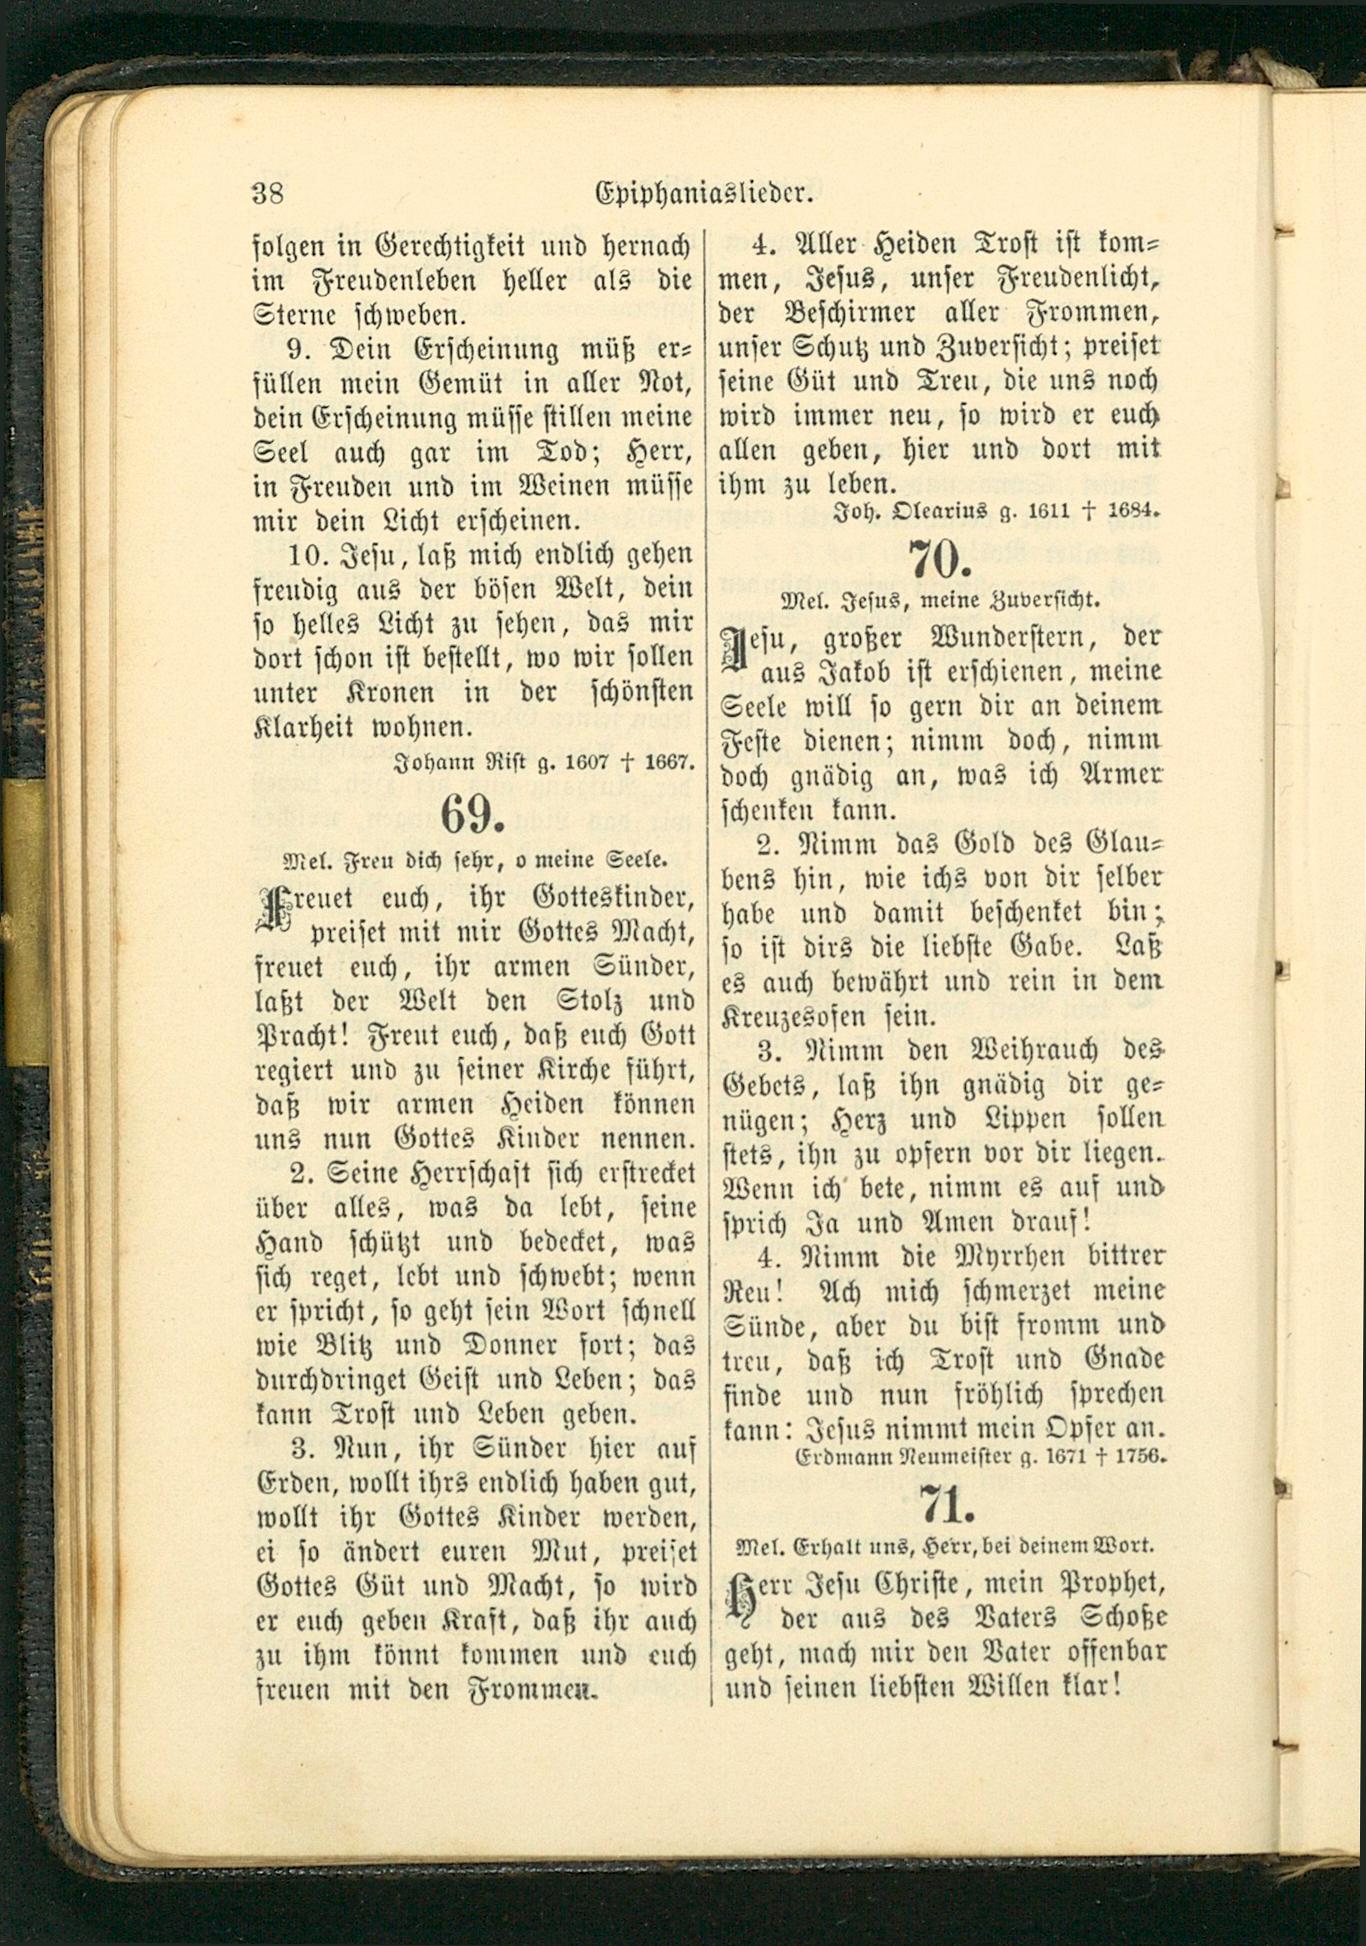 38
Epiphaniaslieder.
folgen in Gerechtigkeit und hernach
im Freudenleben heller als die
Sterne schweben.
9. Dein Erscheinung müß er=
füllen mein Gemüt in aller Not,
dein Erscheinung müsse stillen meine
Seel auch gar im Tod; Herr,
in Freuden und im Weinen müsse
mir dein Licht erscheinen.
10. Jesu, laß mich endlich gehen
freudig aus der bösen Welt, dein
so helles Licht zu sehen, das mir
dort schon ist bestellt, wo wir sollen
unter Kronen in der schönsten
Klarheit wohnen.
Johann Rist g. 1607 † 1667.
69.
Mel. Freu dich sehr, o meine Seele.
Freuet euch, ihr Gotteskinder,
preiset mit mir Gottes Macht,
freuet euch, ihr armen Sünder,
laßt der Welt den Stolz und
Pracht! Freut euch, daß euch Gott
regiert und zu seiner Kirche führt,
daß wir armen Heiden können
uns nun Gottes Kinder nennen.
2. Seine Herrschaft sich erstrecket
über alles, was da lebt, seine
Hand schützt und bedecket, was
sich reget, lebt und schwebt; wenn
er spricht, so geht sein Wort schnell
wie Blitz und Donner fort; das
durchdringet Geist und Leben; das
kann Trost und Leben geben.
3. Nun, ihr Sünder hier auf
Erden, wollt ihrs endlich haben gut,
wollt ihr Gottes Kinder werden,
ei so ändert euren Mut, preiset
Gottes Güt und Macht, so wird
er euch geben Kraft, daß ihr auch
zu ihm könnt kommen und euch
freuen mit den Frommen.
4. Aller Heiden Trost ist kom=
men, Jesus, unser Freudenlicht,
der Beschirmer aller Frommen,
unser Schutz und Zuversicht; preiset
seine Güt und Treu, die uns noch
wird immer neu, so wird er euch
allen geben, hier und dort mit
ihm zu leben.
Joh. Olearius g. 1611 † 1684.
70.
Mel. Jesus, meine Zuversicht.
Jesu, großer Wunderstern, der
aus Jakob ist erschienen, meine
Seele will so gern dir an deinem
Feste dienen; nimm doch, nimm
doch gnädig an, was ich Armer
schenken kann.
2. Nimm das Gold des Glau=
bens hin, wie ichs von dir selber
habe und damit beschenket bin;
so ist dirs die liebste Gabe. Laß
es auch bewährt und rein in dem
Kreuzesofen sein.
3. Nimm den Weihrauch des
Gebets, laß ihn gnädig dir ge=
nügen; Herz und Lippen sollen
stets, ihn zu opfern vor dir liegen.
Wenn ich bete, nimm es auf und
sprich Ja und Amen drauf!
4. Nimm die Myrrhen bittrer
Reu! Ach mich schmerzet meine
Sünde, aber du bist fromm und
treu, daß ich Trost und Gnade
finde und nun fröhlich sprechen
kann: Jesus nimmt mein Opfer an.
Erdmann Neumeister g. 1671 † 1756.
71.
Mel. Erhalt uns, Herr, bei deinem Wort.
Herr Jesu Christe, mein Prophet,
der aus des Vaters Schoße
geht, mach mir den Vater offenbar
und seinen liebsten Willen klar!